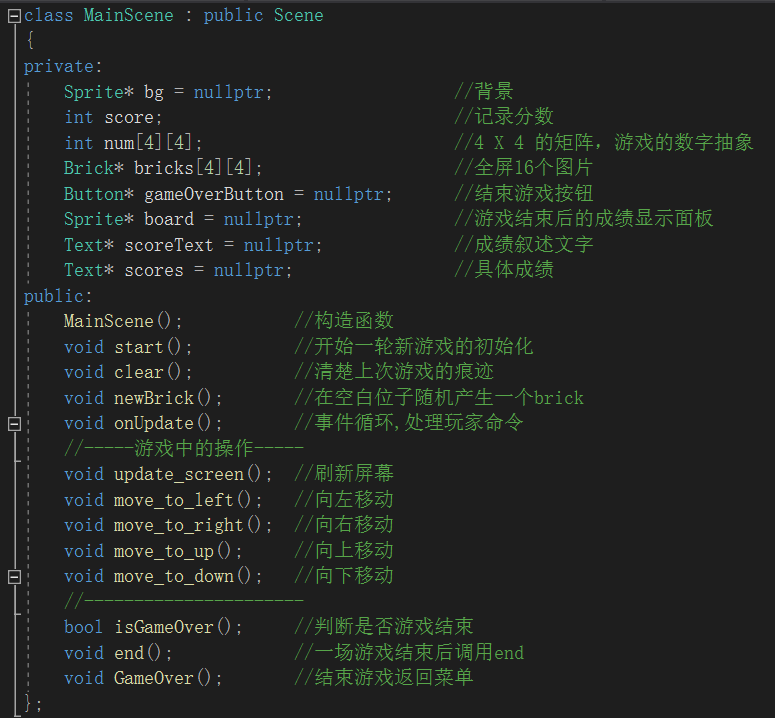 class MainScene : public Scene
{
private:
    Sprite* bg = nullptr;                  //背景
    int score;                             //记录分数
    int num[4][4];                         //4 X 4 的矩阵，游戏的数字抽象
    Brick* bricks[4][4];                   //全屏16个图片
    Button* gameOverButton = nullptr;      //结束游戏按钮
    Sprite* board = nullptr;               //游戏结束后的成绩显示面板
    Text* scoreText = nullptr;             //成绩叙述文字
    Text* scores = nullptr;                //具体成绩
public:
    MainScene();           //构造函数
    void start();          //开始一轮新游戏的初始化
    void clear();          //清楚上次游戏的痕迹
    void newBrick();       //在空白位子随机产生一个brick
    void onUpdate();       //事件循环,处理玩家命令
    //-----游戏中的操作-----
    void update_screen();  //刷新屏幕
    void move_to_left();   //向左移动
    void move_to_right();  //向右移动
    void move_to_up();     //向上移动
    void move_to_down();   //向下移动
    //----------------------
    bool isGameOver();     //判断是否游戏结束
    void end();            //一场游戏结束后调用end
    void GameOver();       //结束游戏返回菜单
};